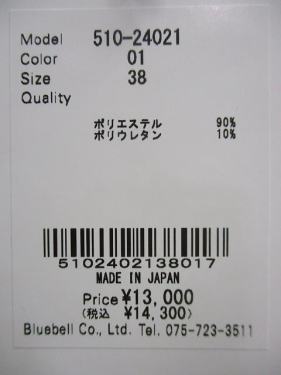 Model 510-24021
Color 01
Size 38
Quality
ポリエステル 90%
ポリウレタン 10%
5102402138017
MADE IN JAPAN
Price ¥13,000
(税込 ¥14,300)
Bluebell Co., Ltd. Tel. 075-723-3511